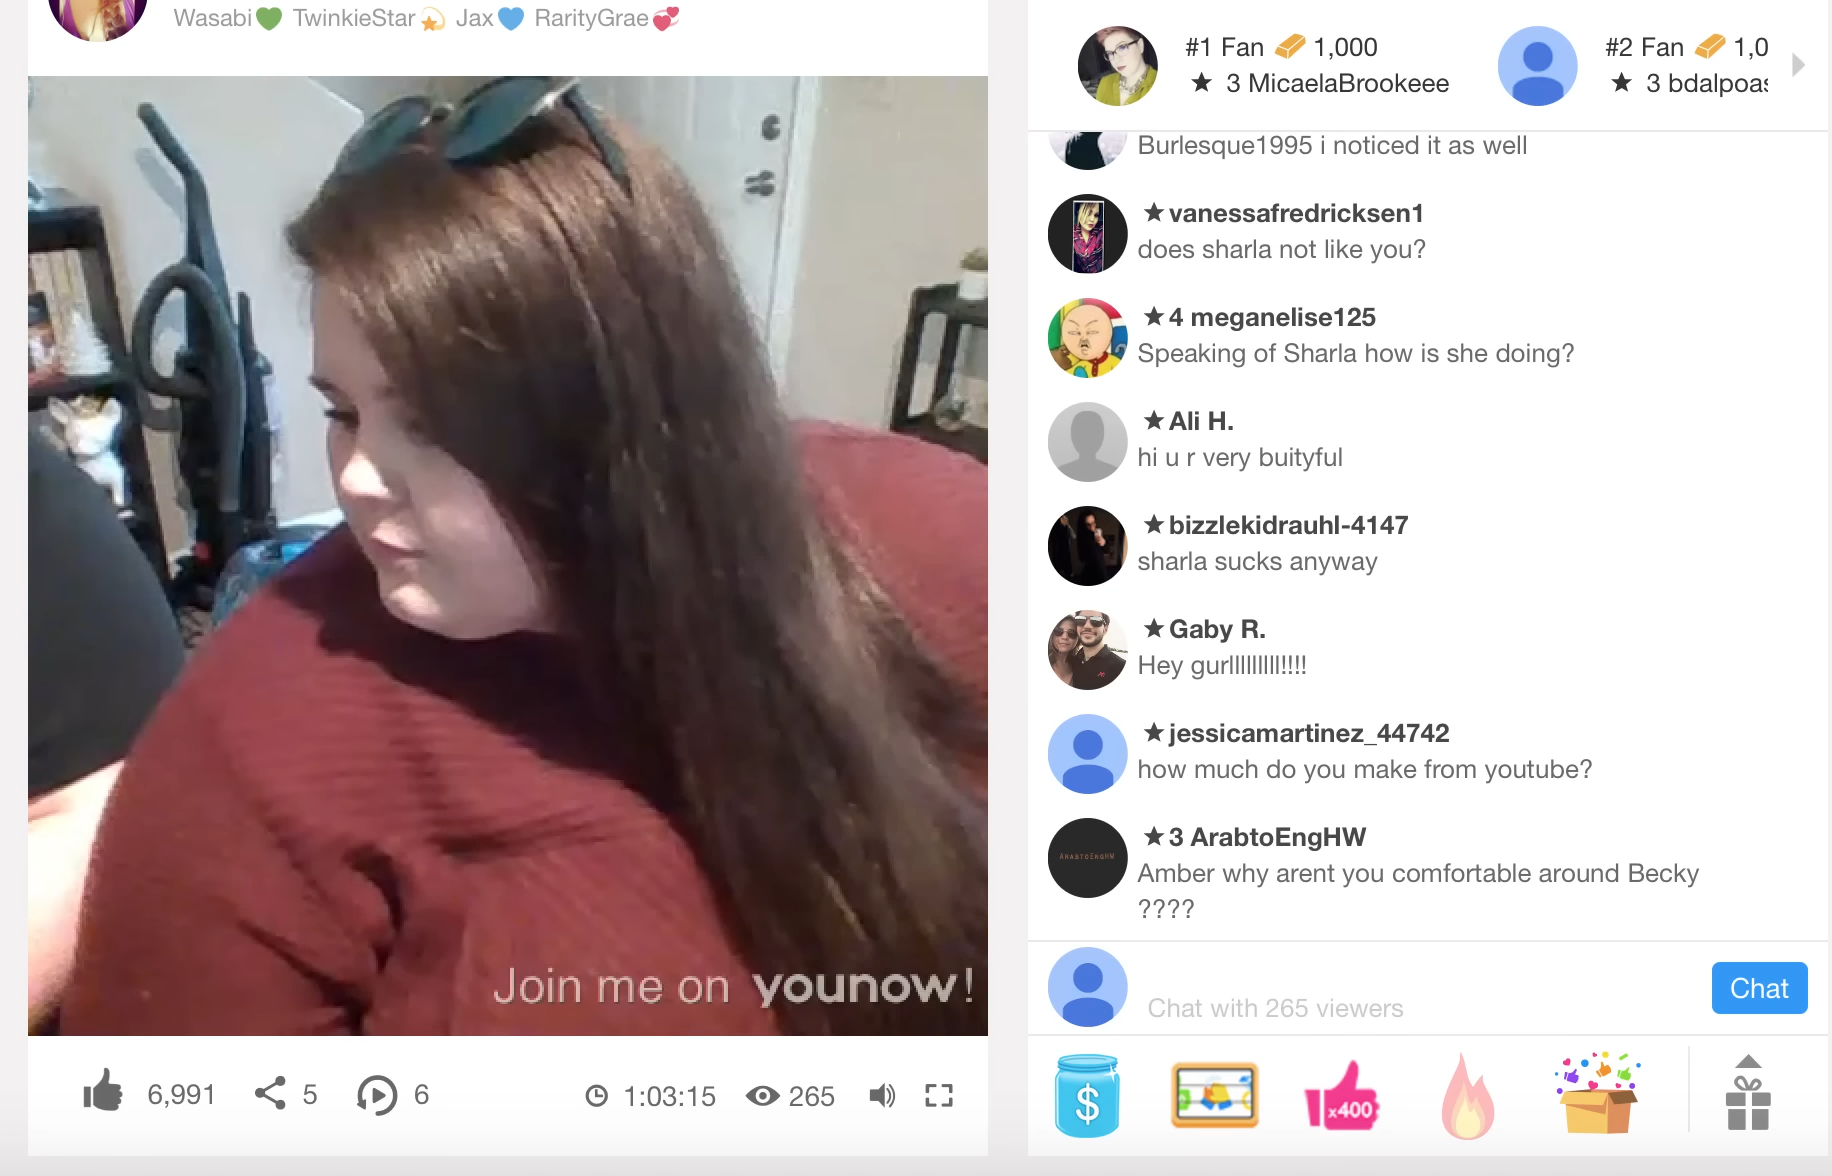 Wasabi💚 TwinkieStar💫 Jax💙 RarityGrae💞
Join me on younow!
6,991
5
6
1:03:15
265
#1 Fan 1,000
★ 3 MicaelaBrookeee
#2 Fan 1,0
★ 3 bdalpoas
Burlesque1995 i noticed it as well
★ vanessafredricksen1
does sharla not like you?
★ 4 meganelise125
Speaking of Sharla how is she doing?
★ Ali H.
hi u r very buityful
★ bizzlekidrauhl-4147
sharla sucks anyway
★ Gaby R.
Hey gurlllllllll!!!!
★ jessicamartinez_44742
how much do you make from youtube?
ARABTOENGHW
★ 3 ArabtoEngHW
Amber why arent you comfortable around Becky
????
Chat with 265 viewers
Chat
$
x400